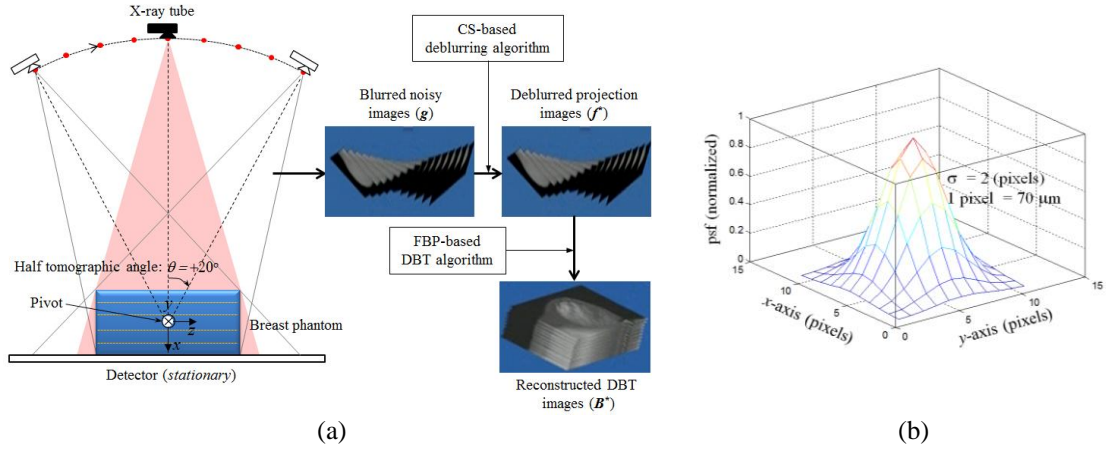 X-ray tube
CS-based
deblurring algorithm
Blurred noisy
images (g)
Deblurred projection
images (f*)
FBP-based
DBT algorithm
Half tomographic angle: θ = +20°
Pivot
y
z
x
Breast phantom
Detector (stationary)
Reconstructed DBT
images (B*)
(a)
psf (normalized)
1
0.8
0.6
0.4
0.2
0
σ = 2 (pixels)
1 pixel = 70 μm
15
10
5
0
x-axis (pixels)
0
5
10
15
y-axis (pixels)
(b)